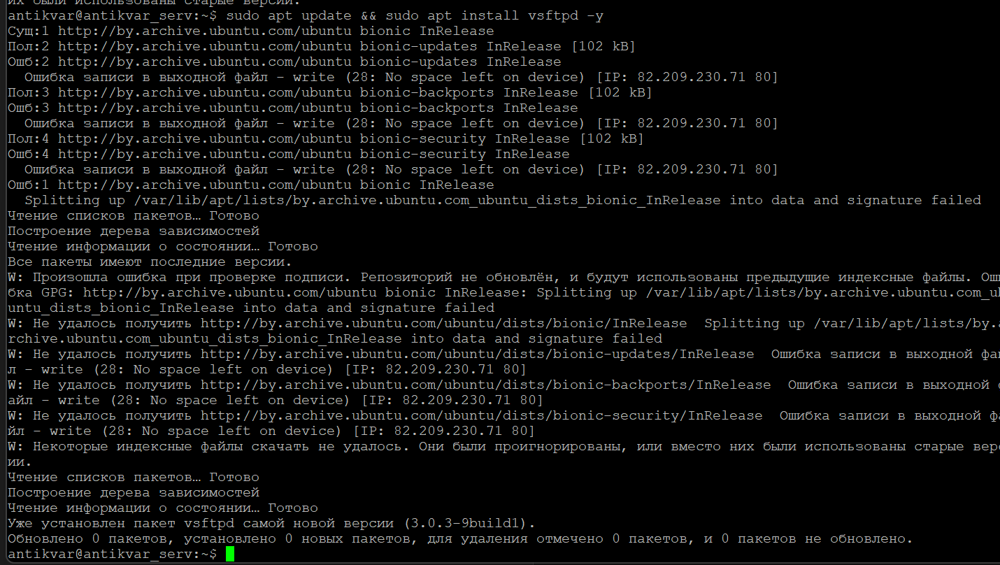 их были использованы старые версии.
antikvar@antikvar_serv:~$ sudo apt update && sudo apt install vsftpd -y
Сущ:1 http://by.archive.ubuntu.com/ubuntu bionic InRelease
Пол:2 http://by.archive.ubuntu.com/ubuntu bionic-updates InRelease [102 kB]
Ошб:2 http://by.archive.ubuntu.com/ubuntu bionic-updates InRelease
  Ошибка записи в выходной файл - write (28: No space left on device) [IP: 82.209.230.71 80]
Пол:3 http://by.archive.ubuntu.com/ubuntu bionic-backports InRelease [102 kB]
Ошб:3 http://by.archive.ubuntu.com/ubuntu bionic-backports InRelease
  Ошибка записи в выходной файл - write (28: No space left on device) [IP: 82.209.230.71 80]
Пол:4 http://by.archive.ubuntu.com/ubuntu bionic-security InRelease [102 kB]
Ошб:4 http://by.archive.ubuntu.com/ubuntu bionic-security InRelease
  Ошибка записи в выходной файл - write (28: No space left on device) [IP: 82.209.230.71 80]
Ошб:1 http://by.archive.ubuntu.com/ubuntu bionic InRelease
  Splitting up /var/lib/apt/lists/by.archive.ubuntu.com_ubuntu_dists_bionic_InRelease into data and signature failed
Чтение списков пакетов… Готово
Построение дерева зависимостей
Чтение информации о состоянии… Готово
Все пакеты имеют последние версии.
W: Произошла ошибка при проверке подписи. Репозиторий не обновлён, и будут использованы предыдущие индексные файлы. Оши
бка GPG: http://by.archive.ubuntu.com/ubuntu bionic InRelease: Splitting up /var/lib/apt/lists/by.archive.ubuntu.com_ub
untu_dists_bionic_InRelease into data and signature failed
W: Не удалось получить http://by.archive.ubuntu.com/ubuntu/dists/bionic/InRelease  Splitting up /var/lib/apt/lists/by.a
rchive.ubuntu.com_ubuntu_dists_bionic_InRelease into data and signature failed
W: Не удалось получить http://by.archive.ubuntu.com/ubuntu/dists/bionic-updates/InRelease  Ошибка записи в выходной фай
л - write (28: No space left on device) [IP: 82.209.230.71 80]
W: Не удалось получить http://by.archive.ubuntu.com/ubuntu/dists/bionic-backports/InRelease  Ошибка записи в выходной ф
айл - write (28: No space left on device) [IP: 82.209.230.71 80]
W: Не удалось получить http://by.archive.ubuntu.com/ubuntu/dists/bionic-security/InRelease  Ошибка записи в выходной фа
йл - write (28: No space left on device) [IP: 82.209.230.71 80]
W: Некоторые индексные файлы скачать не удалось. Они были проигнорированы, или вместо них были использованы старые верс
ии.
Чтение списков пакетов… Готово
Построение дерева зависимостей
Чтение информации о состоянии… Готово
Уже установлен пакет vsftpd самой новой версии (3.0.3-9build1).
Обновлено 0 пакетов, установлено 0 новых пакетов, для удаления отмечено 0 пакетов, и 0 пакетов не обновлено.
antikvar@antikvar_serv:~$